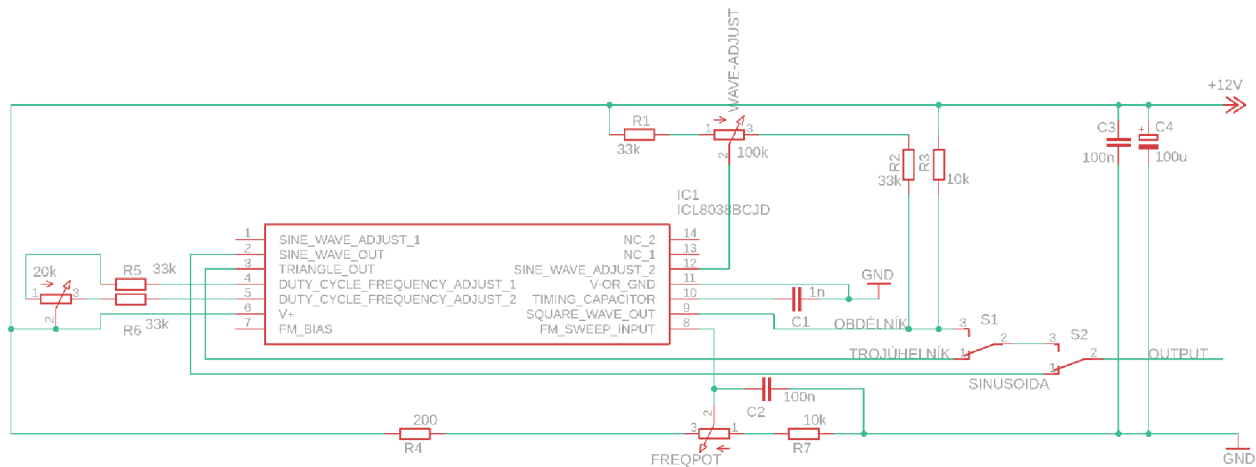 WAVE-ADJUST
+12V
R1
33k
1
3
2
100k
R2
33k
R3
10k
C3
100n
+
C4
100u
IC1
ICL8038BCJD
1
SINE_WAVE_ADJUST_1
NC_2
14
2
SINE_WAVE_OUT
NC_1
13
3
TRIANGLE_OUT
SINE_WAVE_ADJUST_2
12
4
DUTY_CYCLE_FREQUENCY_ADJUST_1
V-OR_GND
11
5
DUTY_CYCLE_FREQUENCY_ADJUST_2
TIMING_CAPACITOR
10
6
V+
SQUARE_WAVE_OUT
9
7
FM_BIAS
FM_SWEEP_INPUT
8
20k
1
3
2
R5
33k
R6
33k
GND
1n
C1
OBDÉLNÍK
3
S1
2
1
TROJÚHELNÍK
3
S2
2
1
OUTPUT
SINUSOIDA
100n
C2
200
R4
2
3
1
FREQPOT
10k
R7
GND